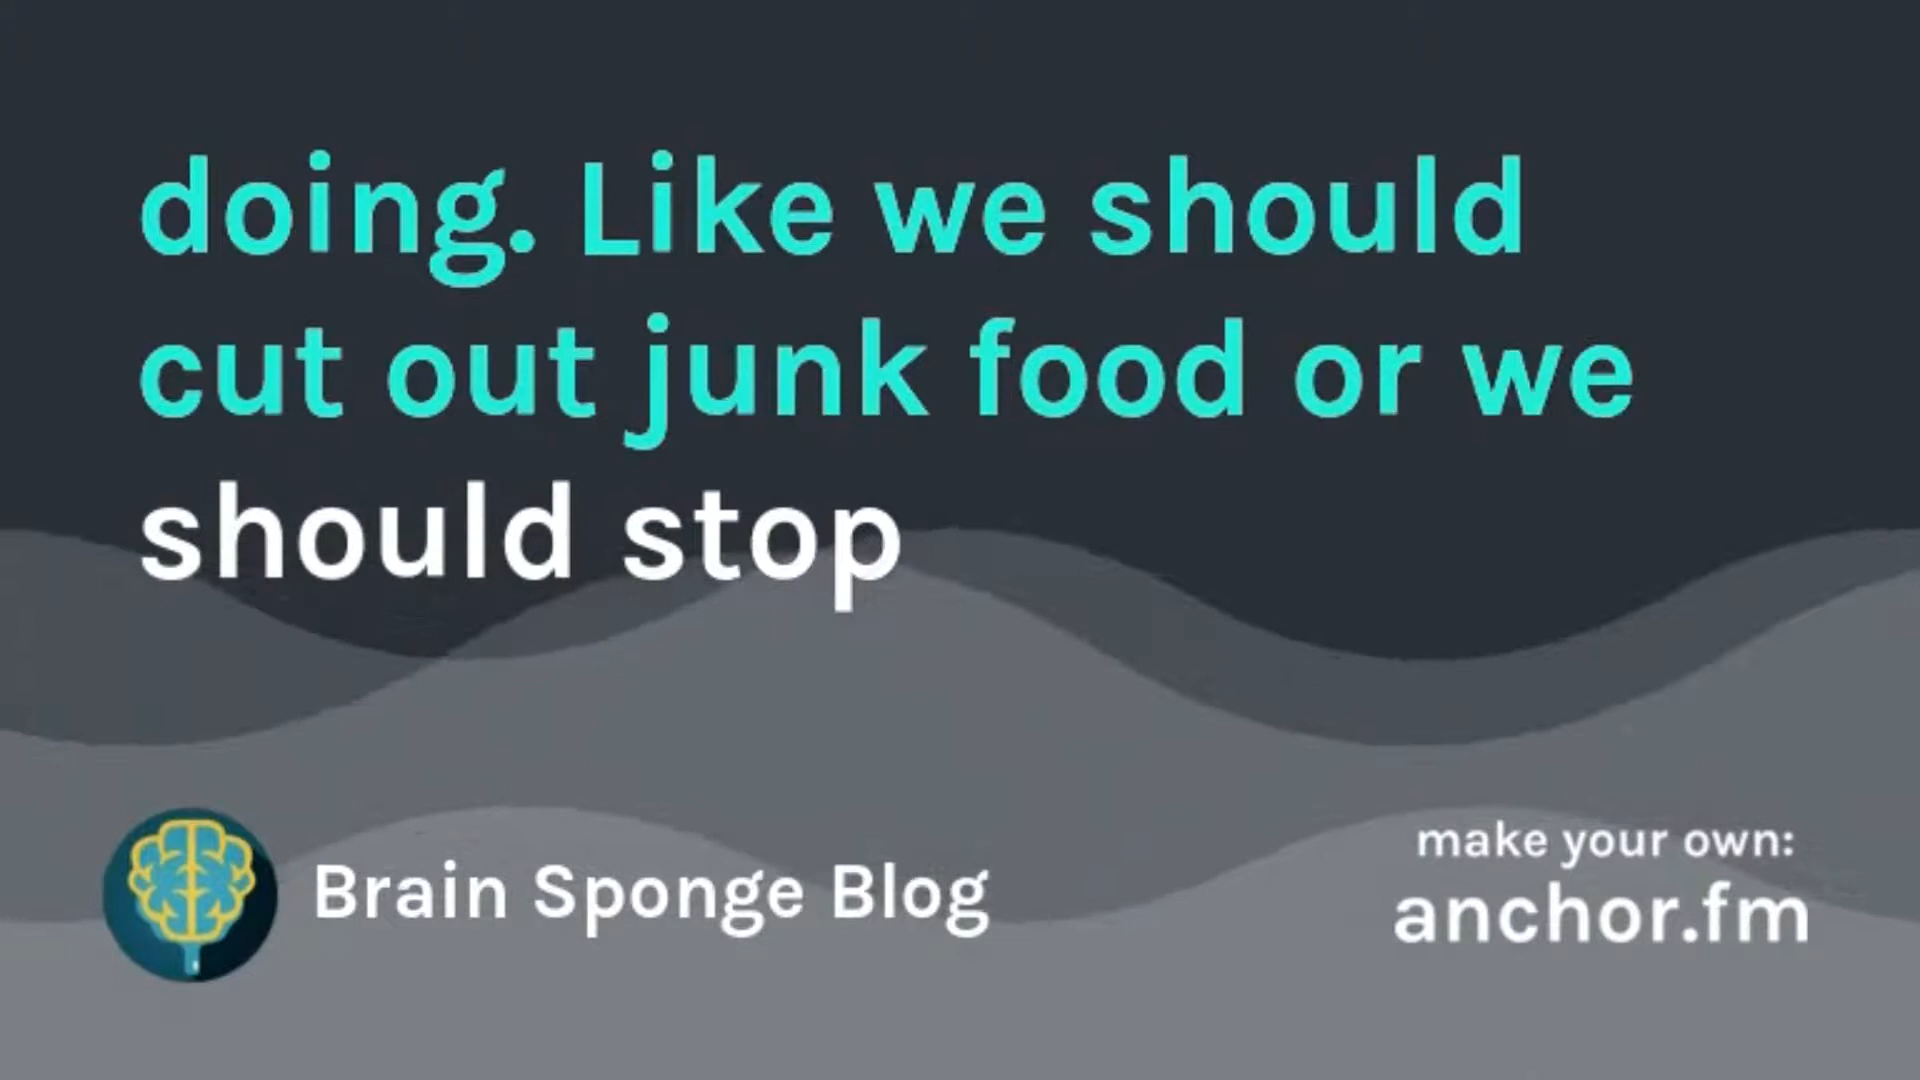 doing. Like we should
cut out junk food or we
should stop
Brain Sponge Blog
make your own:
anchor.fm